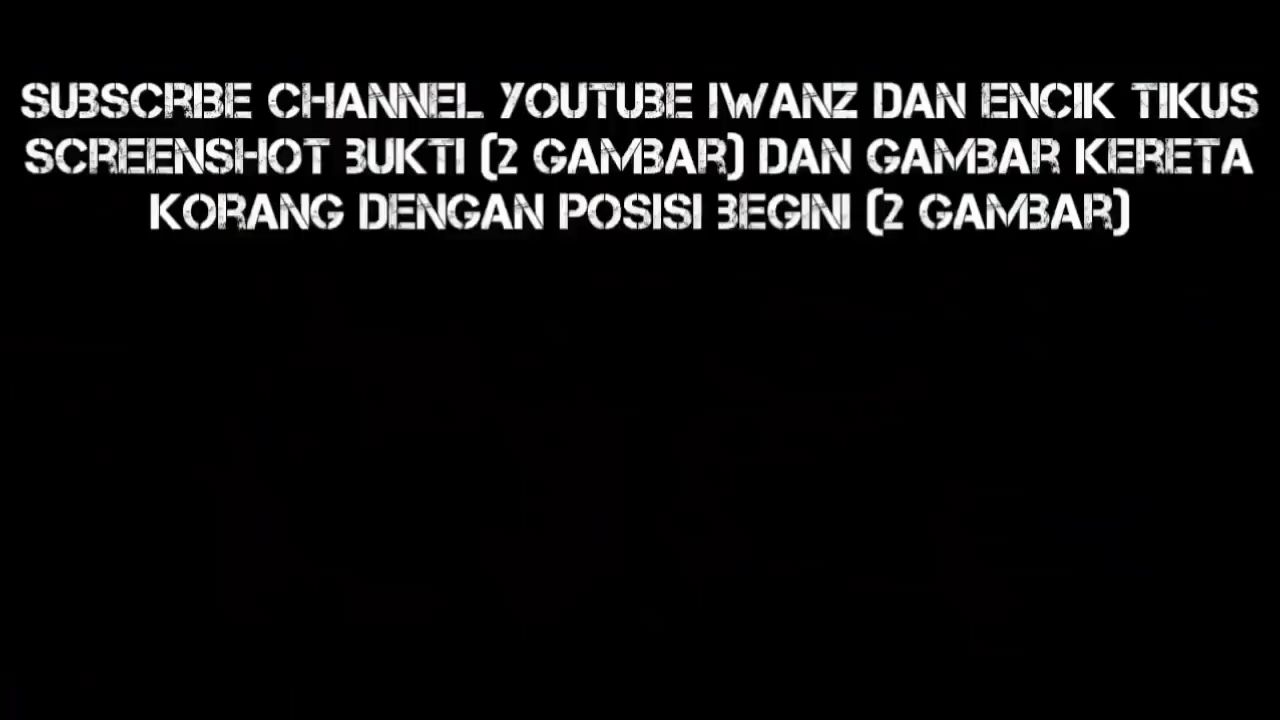 SUBSCRBE CHANNEL YOUTUBE IWANZ DAN ENCIK TIKUS
SCREENSHOT BUKTI (2 GAMBAR) DAN GAMBAR KERETA
KORANG DENGAN POSISI BEGINI (2 GAMBAR)